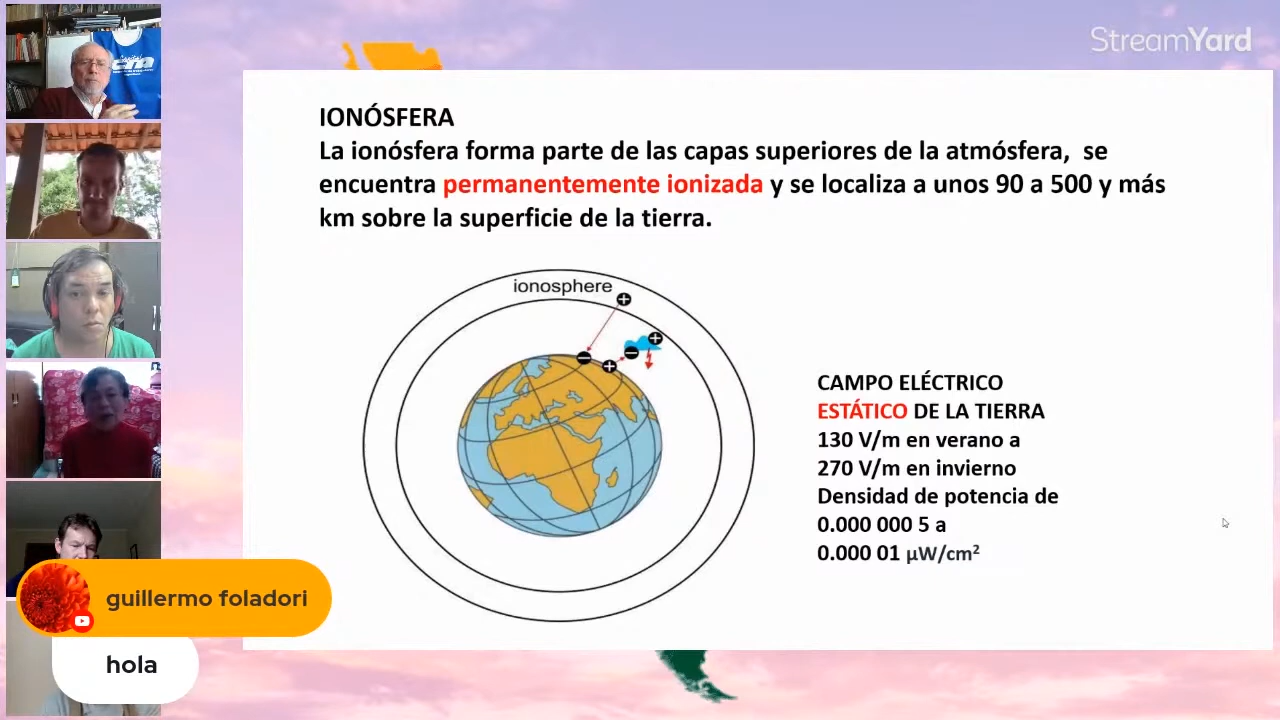 StreamYard
IONÓSFERA
La ionósfera forma parte de las capas superiores de la atmósfera, se
encuentra permanentemente ionizada y se localiza a unos 90 a 500 y más
km sobre la superficie de la tierra.
ionosphere
CAMPO ELÉCTRICO
ESTÁTICO DE LA TIERRA
130 V/m en verano a
270 V/m en invierno
Densidad de potencia de
0.000 000 5 a
0.000 01 µW/cm²
guillermo foladori
hola